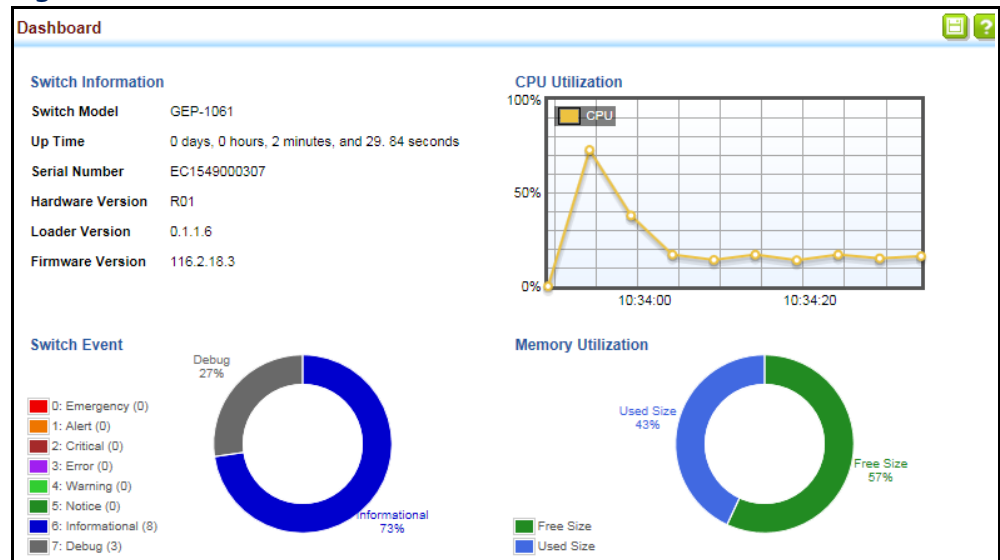 Dashboard
Switch Information
Switch Model GEP-1061
Up Time 0 days, 0 hours, 2 minutes, and 29. 84 seconds
Serial Number EC1549000307
Hardware Version R01
Loader Version 0.1.1.6
Firmware Version 116.2.18.3
CPU Utilization
100%
CPU
50%
0%
10:34:00 10:34:20
Switch Event
Debug
27%
0: Emergency (0)
1: Alert (0)
2: Critical (0)
3: Error (0)
4: Warning (0)
5: Notice (0)
6: Informational (8)
7: Debug (3)
Informational
73%
Memory Utilization
Used Size
43%
Free Size
57%
Free Size
Used Size